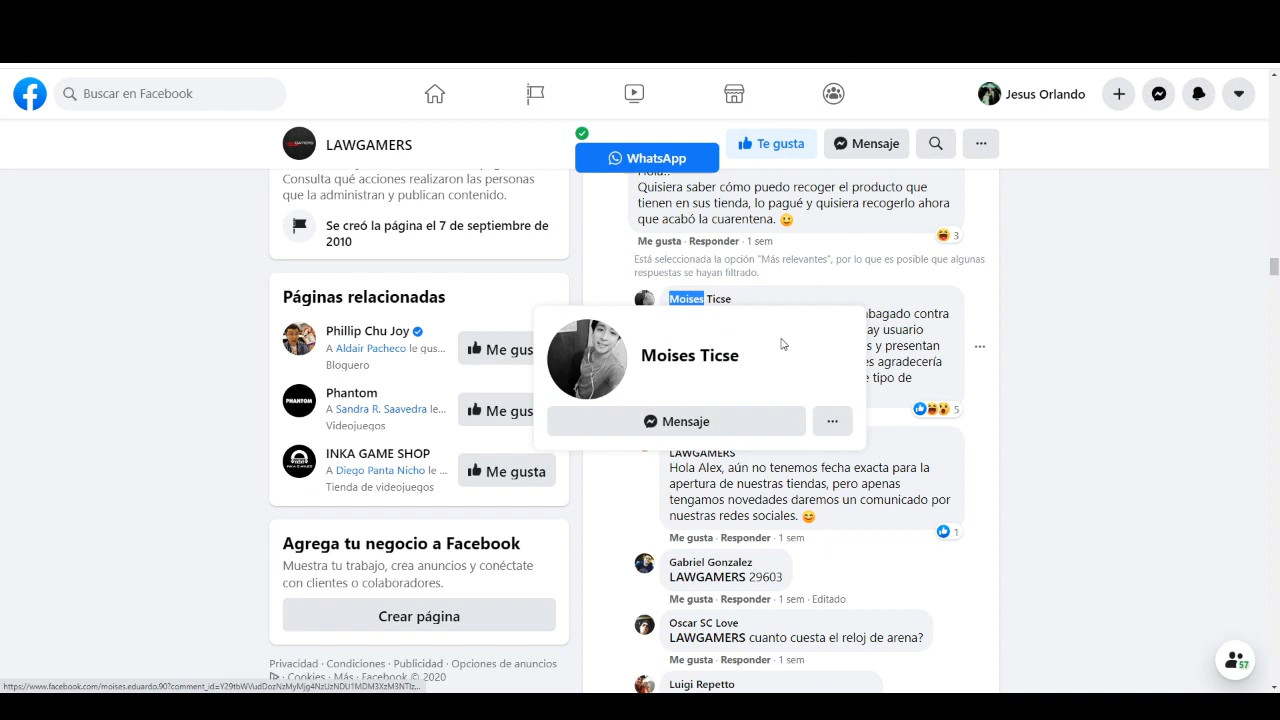 Buscar en Facebook
Jesus Orlando
LAWGAMERS
WhatsApp
Te gusta
Mensaje
Consulta qué acciones realizaron las personas
que la administran y publican contenido.
Se creó la página el 7 de septiembre de
2010
Páginas relacionadas
Phillip Chu Joy
A Aldair Pacheco le gus...
Bloquero
Me gus
Phantom
A Sandra R. Saavedra le...
Videojuegos
Me gus
INKA GAME SHOP
A Diego Panta Nicho le ...
Tienda de videojuegos
Me gusta
Agrega tu negocio a Facebook
Muestra tu trabajo, crea anuncios y conéctate
con clientes o colaboradores.
Crear página
Privacidad · Condiciones · Publicidad · Opciones de anuncios
· Cookies · Más · Facebook © 2020
Hola..
Quisiera saber cómo puedo recoger el producto que
tienen en sus tienda, lo pagué y quisiera recogerlo ahora
que acabó la cuarentena.
3
Me gusta · Responder · 1 sem
Está seleccionada la opción "Más relevantes", por lo que es posible que algunas
respuestas se hayan filtrado.
Moises Ticse
abagado contra
ay usuario
s y presentan
es agradecería
e tipo de
5
Moises Ticse
Mensaje
LAWGAMERS
Hola Alex, aún no tenemos fecha exacta para la
apertura de nuestras tiendas, pero apenas
tengamos novedades daremos un comunicado por
nuestras redes sociales.
1
Me gusta · Responder · 1 sem
Gabriel Gonzalez
LAWGAMERS 29603
Me gusta · Responder · 1 sem · Editado
Oscar SC Love
LAWGAMERS cuanto cuesta el reloj de arena?
Me gusta · Responder · 1 sem
Luigi Repetto
57